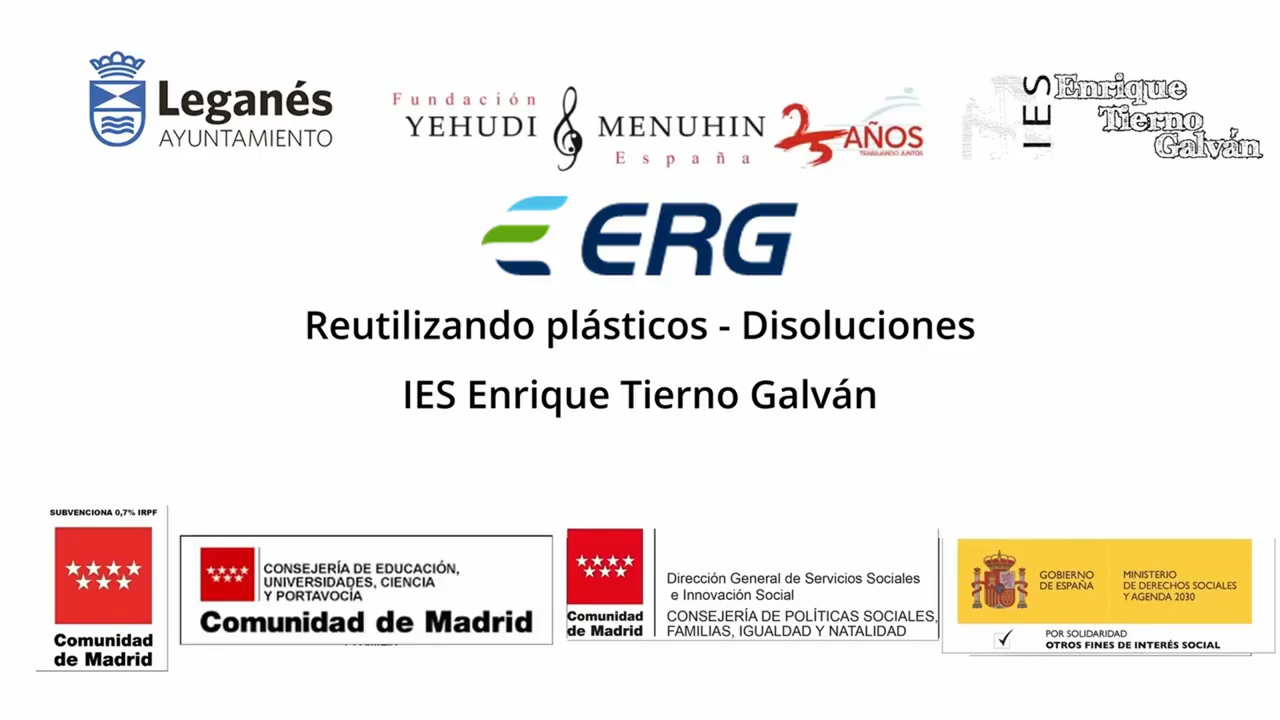 Leganés
AYUNTAMIENTO
Fundación
YEHUDI MENUHIN
España
25 AÑOS
TRABAJANDO JUNTOS
IES Enrique
Tierno
Galván
ERG
Reutilizando plásticos - Disoluciones
IES Enrique Tierno Galván
SUBVENCIONA 0,7% IRPF
Comunidad
de Madrid
CONSEJERÍA DE EDUCACIÓN,
UNIVERSIDADES, CIENCIA
Y PORTAVOCÍA
Comunidad de Madrid
Comunidad
de Madrid
Dirección General de Servicios Sociales
e Innovación Social
CONSEJERÍA DE POLÍTICAS SOCIALES,
FAMILIAS, IGUALDAD Y NATALIDAD
GOBIERNO
DE ESPAÑA
MINISTERIO
DE DERECHOS SOCIALES
Y AGENDA 2030
POR SOLIDARIDAD
OTROS FINES DE INTERÉS SOCIAL